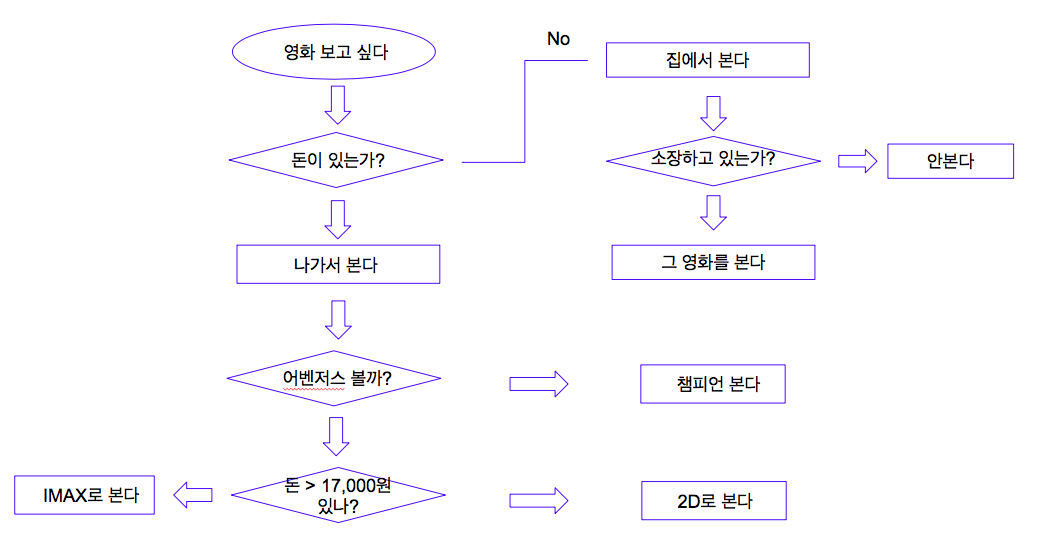 영화 보고 싶다
No
집에서 본다
돈이 있는가?
소장하고 있는가?
안본다
나가서 본다
그 영화를 본다
어벤저스 볼까?
챔피언 본다
IMAX로 본다
돈 > 17,000원
있나?
2D로 본다